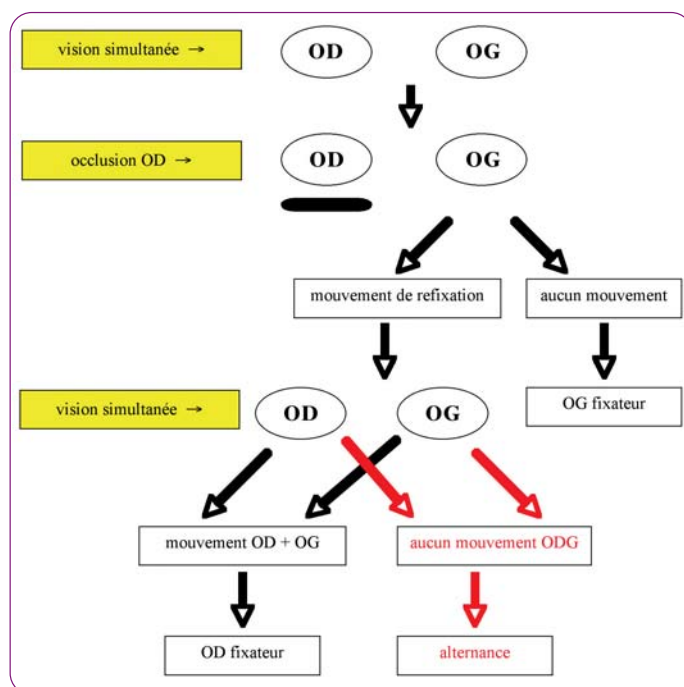 vision simultanée →
OD
OG
occlusion OD →
OD
OG
mouvement de refixation
aucun mouvement
vision simultanée →
OD
OG
OG fixateur
mouvement OD + OG
aucun mouvement ODG
OD fixateur
alternance